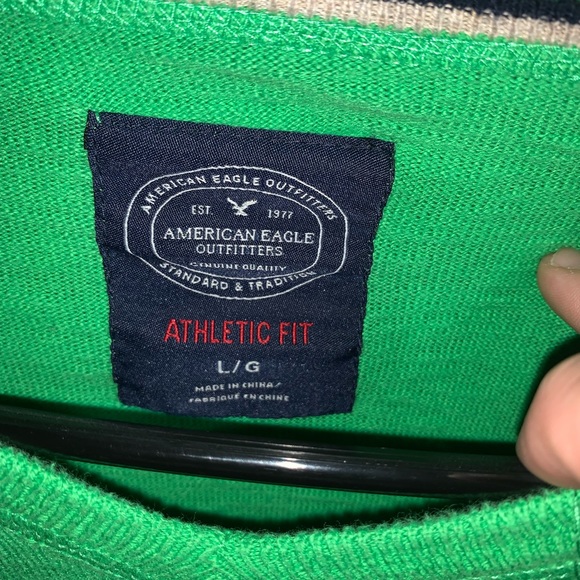 AMERICAN EAGLE OUTFITTERS
EST. 1977
AMERICAN EAGLE
OUTFITTERS
GENUINE QUALITY
STANDARD & TRADITION
ATHLETIC FIT
L/G
MADE IN CHINA/
FABRIQUÉ EN CHINE